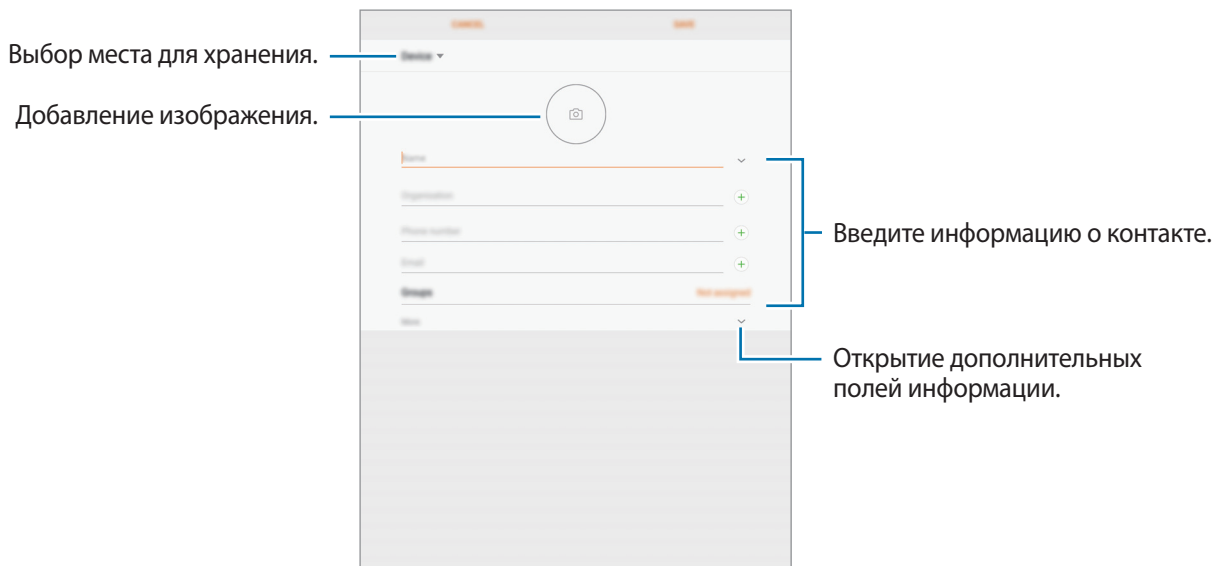 CANCEL
SAVE
Выбор места для хранения.
Device
Добавление изображения.
Name
Organization
Phone number
Email
Введите информацию о контакте.
Groups
Not assigned
More
Открытие дополнительных
полей информации.